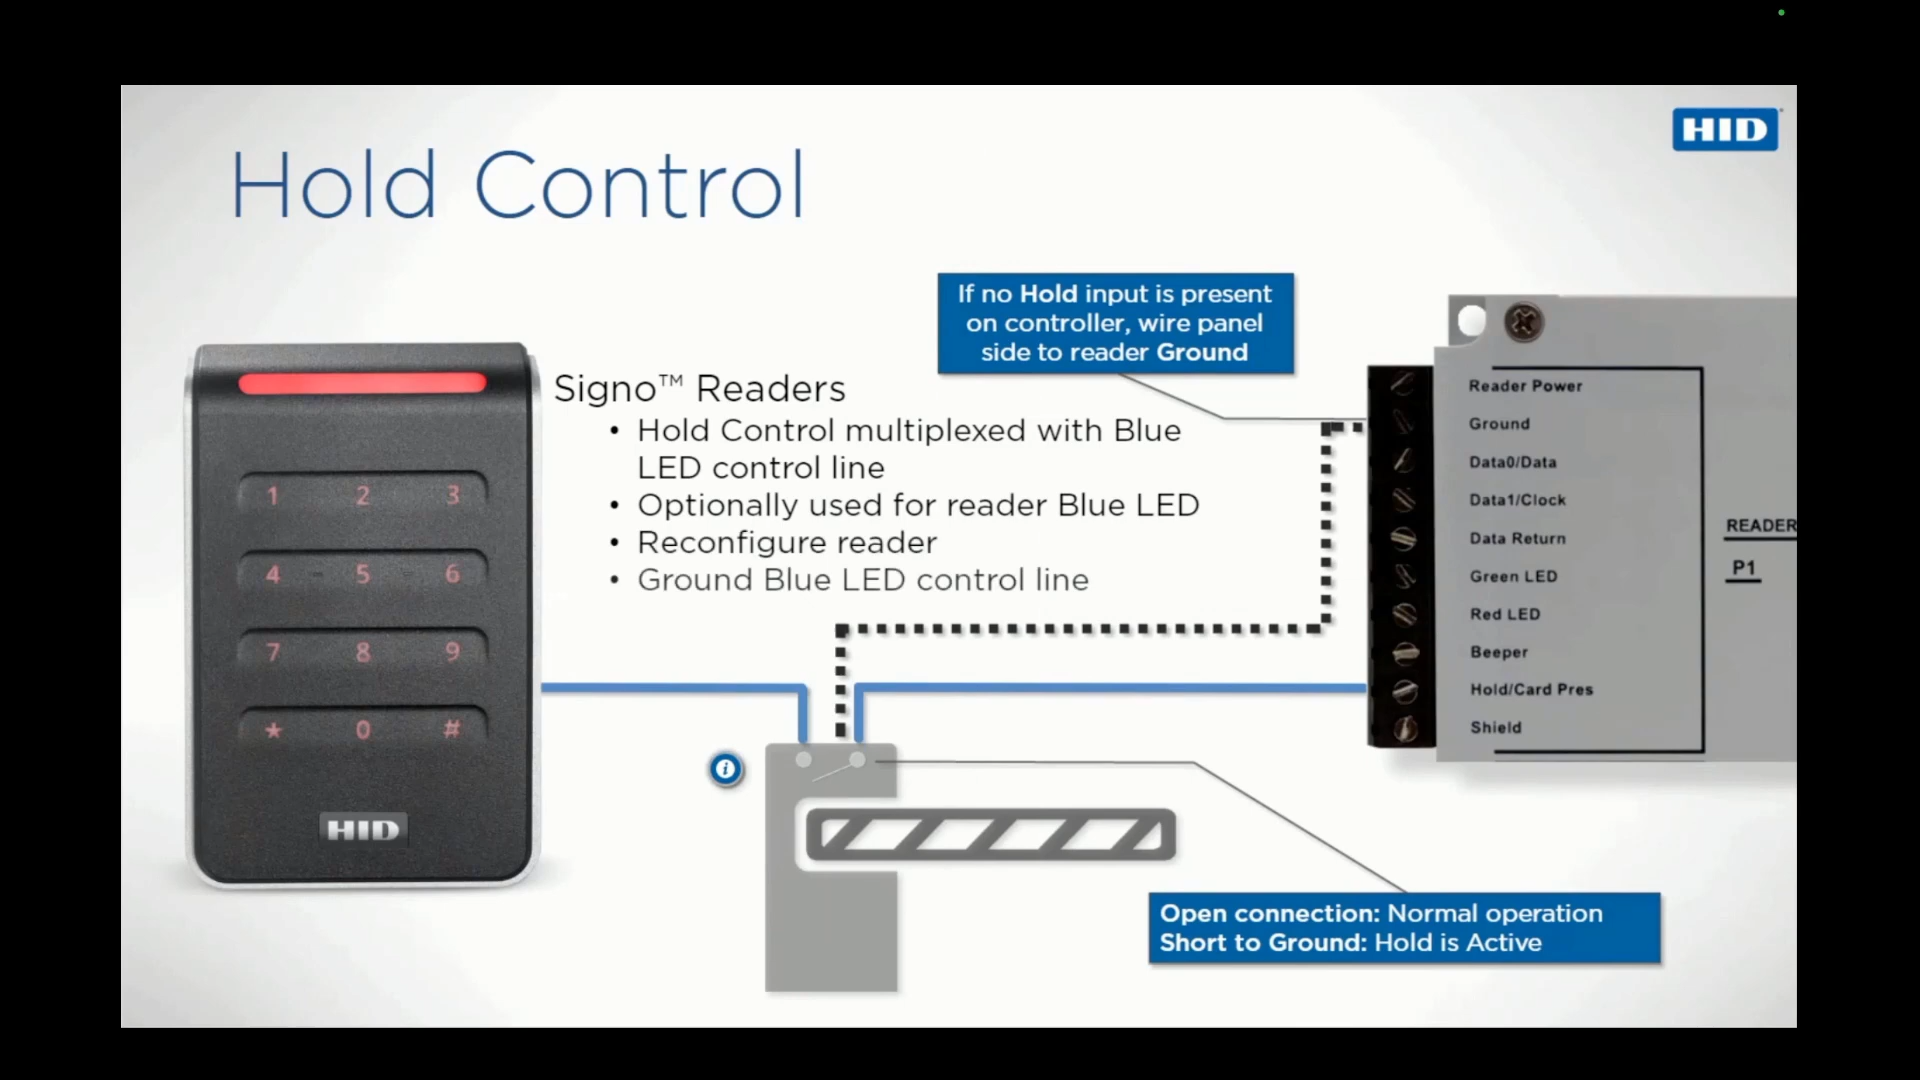 HID
Hold Control
If no Hold input is present
on controller, wire panel
side to reader Ground
Signo™ Readers
• Hold Control multiplexed with Blue
LED control line
• Optionally used for reader Blue LED
• Reconfigure reader
• Ground Blue LED control line
1 2 3
4 5 6
7 8 9
* 0 #
HID
Reader Power
Ground
Data0/Data
Data1/Clock
Data Return
Green LED
Red LED
Beeper
Hold/Card Pres
Shield
READER
P1
i
Open connection: Normal operation
Short to Ground: Hold is Active